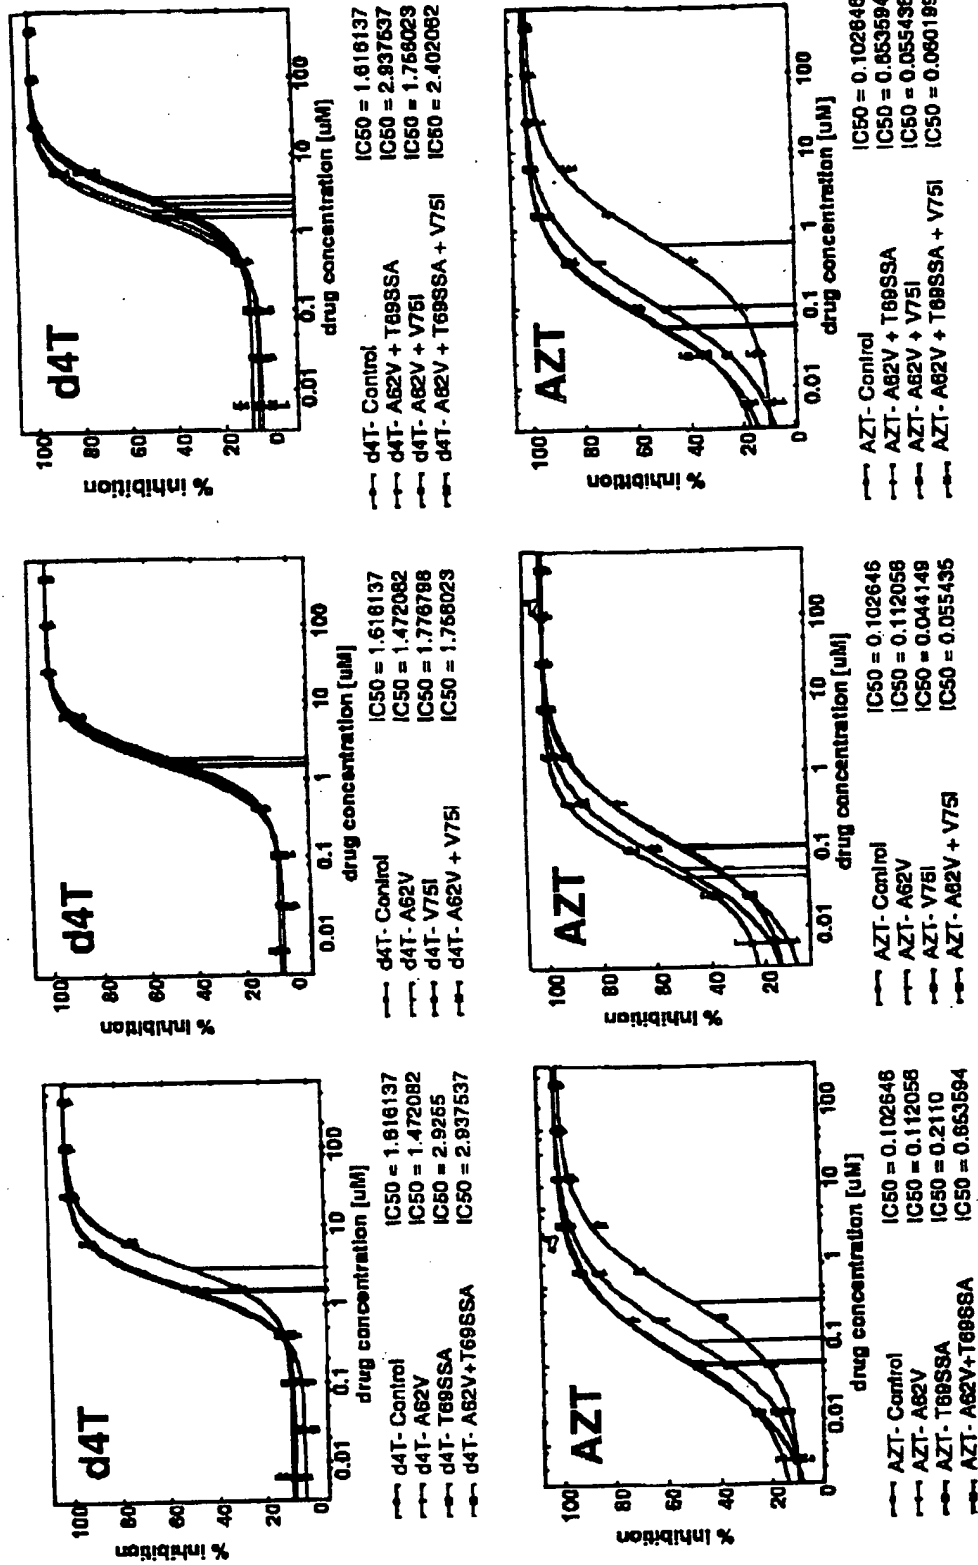 d4T
% inhibition
100
80
60
40
20
0
0.01 0.1 1 10 100
drug concentration [uM]
d4T- Control IC50 = 1.616137
d4T- A62V IC50 = 1.472082
d4T- T69SSA IC50 = 2.9255
d4T- A62V+T69SSA IC50 = 2.937537
d4T
% inhibition
100
80
60
40
20
0
0.01 0.1 1 10 100
drug concentration [uM]
d4T- Control IC50 = 1.616137
d4T- A62V IC50 = 1.472082
d4T- V75I IC50 = 1.776798
d4T- A62V + V75I IC50 = 1.756023
d4T
% inhibition
100
80
60
40
20
0
0.01 0.1 1 10 100
drug concentration [uM]
d4T- Control IC50 = 1.616137
d4T- A62V + T69SSA IC50 = 2.937537
d4T- A62V + V75I IC50 = 1.756023
d4T- A62V + T69SSA + V75I IC50 = 2.402062
AZT
% inhibition
100
80
60
40
20
0
0.01 0.1 1 10 100
drug concentration [uM]
AZT- Control IC50 = 0.102646
AZT- A62V IC50 = 0.112058
AZT- T69SSA IC50 = 0.2110
AZT- A62V+T69SSA IC50 = 0.653594
AZT
% inhibition
100
80
60
40
20
0.01 0.1 1 10 100
drug concentration [uM]
AZT- Control IC50 = 0.102646
AZT- A62V IC50 = 0.112058
AZT- V75I IC50 = 0.044149
AZT- A62V + V75I IC50 = 0.055435
AZT
% inhibition
100
80
60
40
20
0
0.01 0.1 1 10 100
drug concentration [uM]
AZT- Control IC50 = 0.102646
AZT- A62V + T69SSA IC50 = 0.653594
AZT- A62V + V75I IC50 = 0.055435
AZT- A62V + T69SSA + V75I IC50 = 0.060193